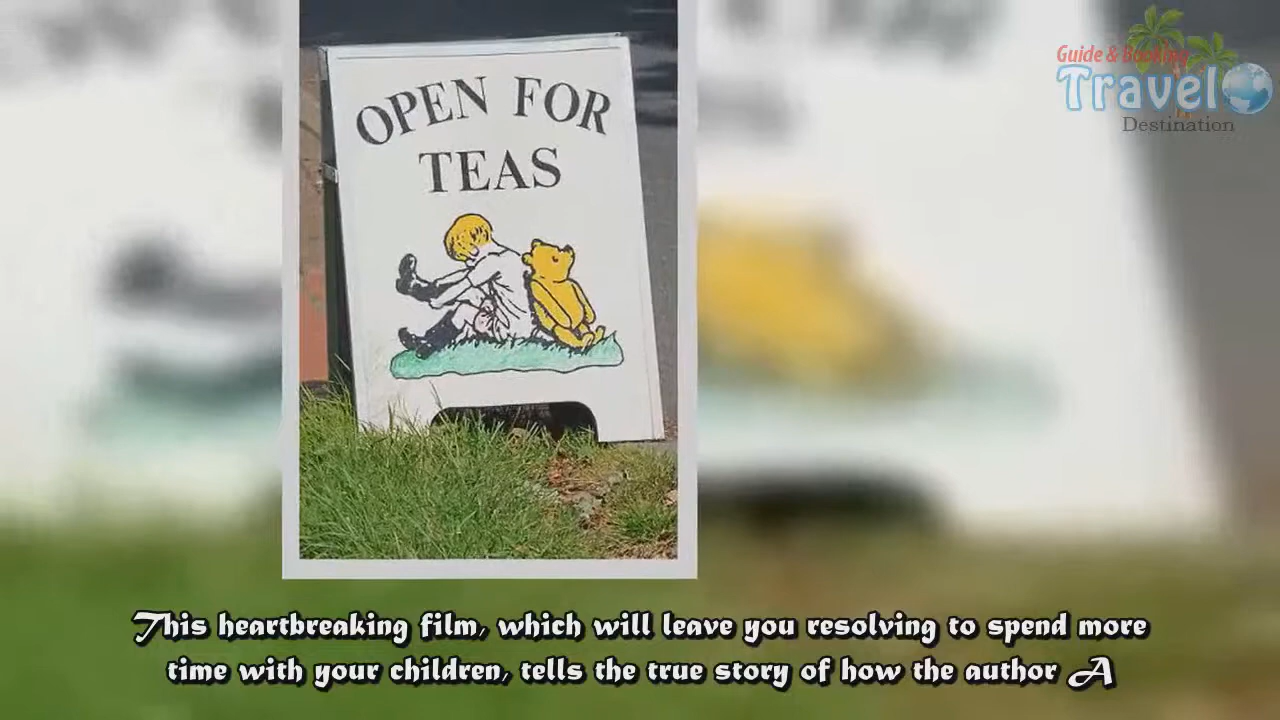 OPEN FOR
TEAS
Guide & Booking
Travel
Destination
This heartbreaking film, which will leave you resolving to spend more
time with your children, tells the true story of how the author A